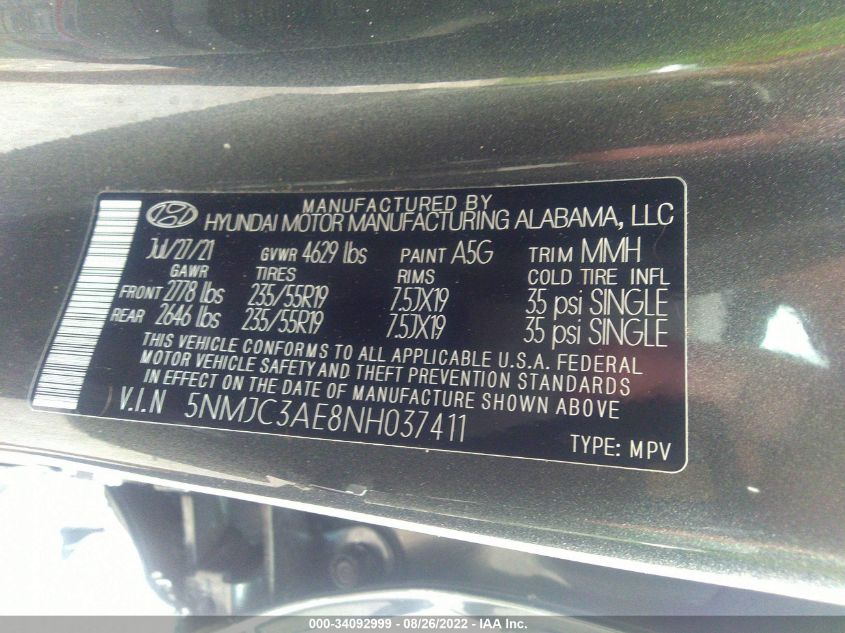 MANUFACTURED BY
HYUNDAI MOTOR MANUFACTURING ALABAMA, LLC
Jul/27/21 GVWR 4629 lbs PAINT A5G TRIM MMH
GAWR TIRES RIMS COLD TIRE INFL
FRONT 2778 lbs 235/55R19 7.5JX19 35 psi SINGLE
REAR 2646 lbs 235/55R19 7.5JX19 35 psi SINGLE
THIS VEHICLE CONFORMS TO ALL APPLICABLE U.S.A. FEDERAL
MOTOR VEHICLE SAFETY AND THEFT PREVENTION STANDARDS
IN EFFECT ON THE DATE OF MANUFACTURE SHOWN ABOVE
V.I.N 5NMJC3AE8NH037411
TYPE: MPV
000-34092999 - 08/26/2022 - IAA Inc.